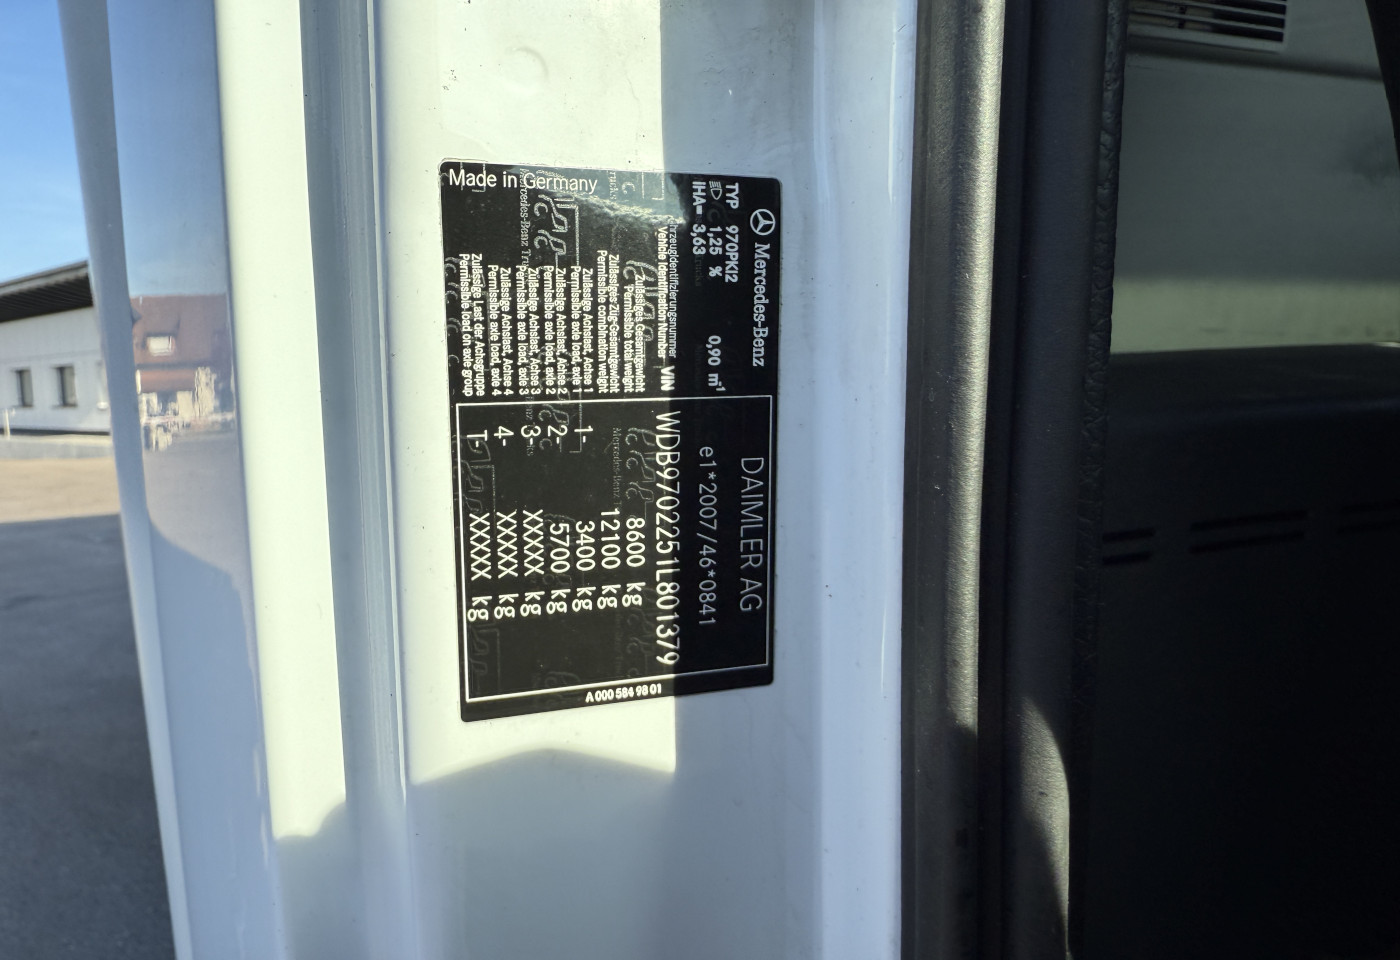 Mercedes-Benz
DAIMLER AG
TYP 970PK12
1,25 % 0,90 m⁻¹
e1*2007/46*0841
IHA= 3,63
Fahrzeugidentifizierungsnummer
Vehicle Identification Number VIN WDB9702251L801379
Zulässiges Gesamtgewicht
Permissible total weight 8600 kg
Zulässiges Zug-Gesamtgewicht
Permissible combination weight 12100 kg
Zulässige Achslast, Achse 1
Permissible axle load, axle 1 1- 3400 kg
Zulässige Achslast, Achse 2
Permissible axle load, axle 2 2- 5700 kg
Zulässige Achslast, Achse 3
Permissible axle load, axle 3 3- XXXXX kg
Zulässige Achslast, Achse 4
Permissible axle load, axle 4 4- XXXXX kg
Zulässige Last der Achsgruppe
Permissible load on axle group T- XXXXX kg
Made in Germany
A 000 584 98 01